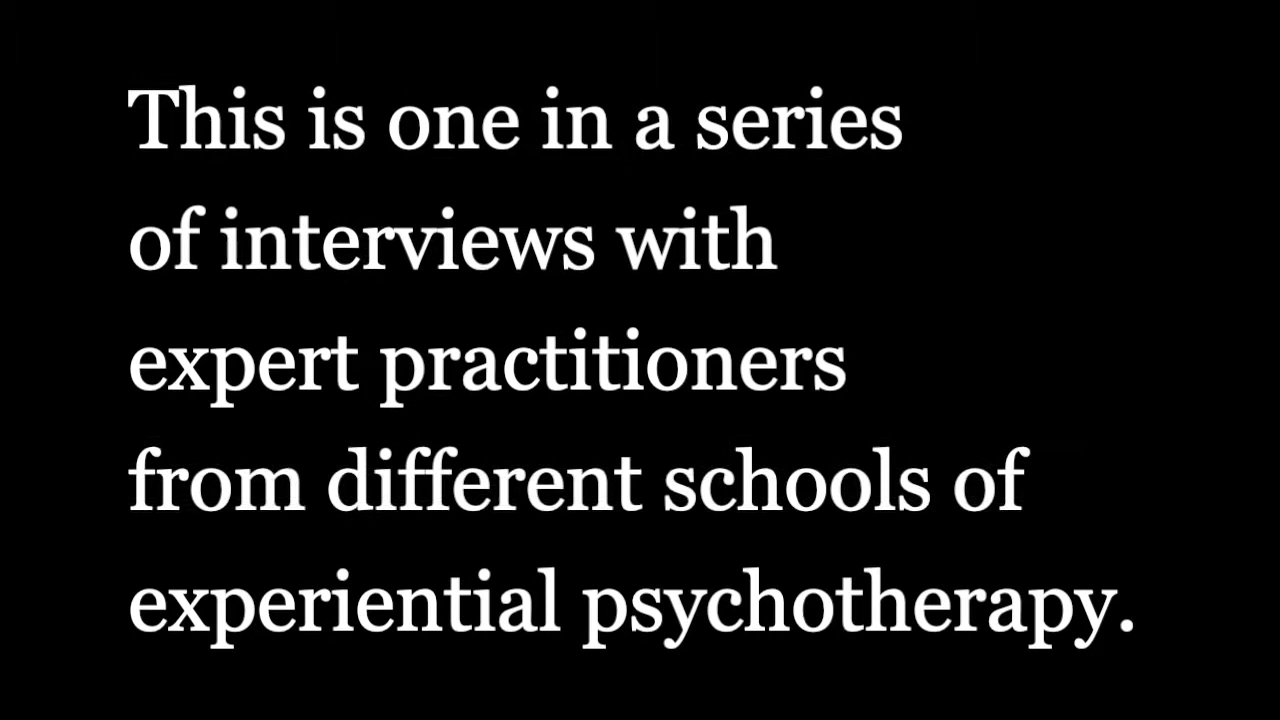 This is one in a series
of interviews with
expert practitioners
from different schools of
experiential psychotherapy.